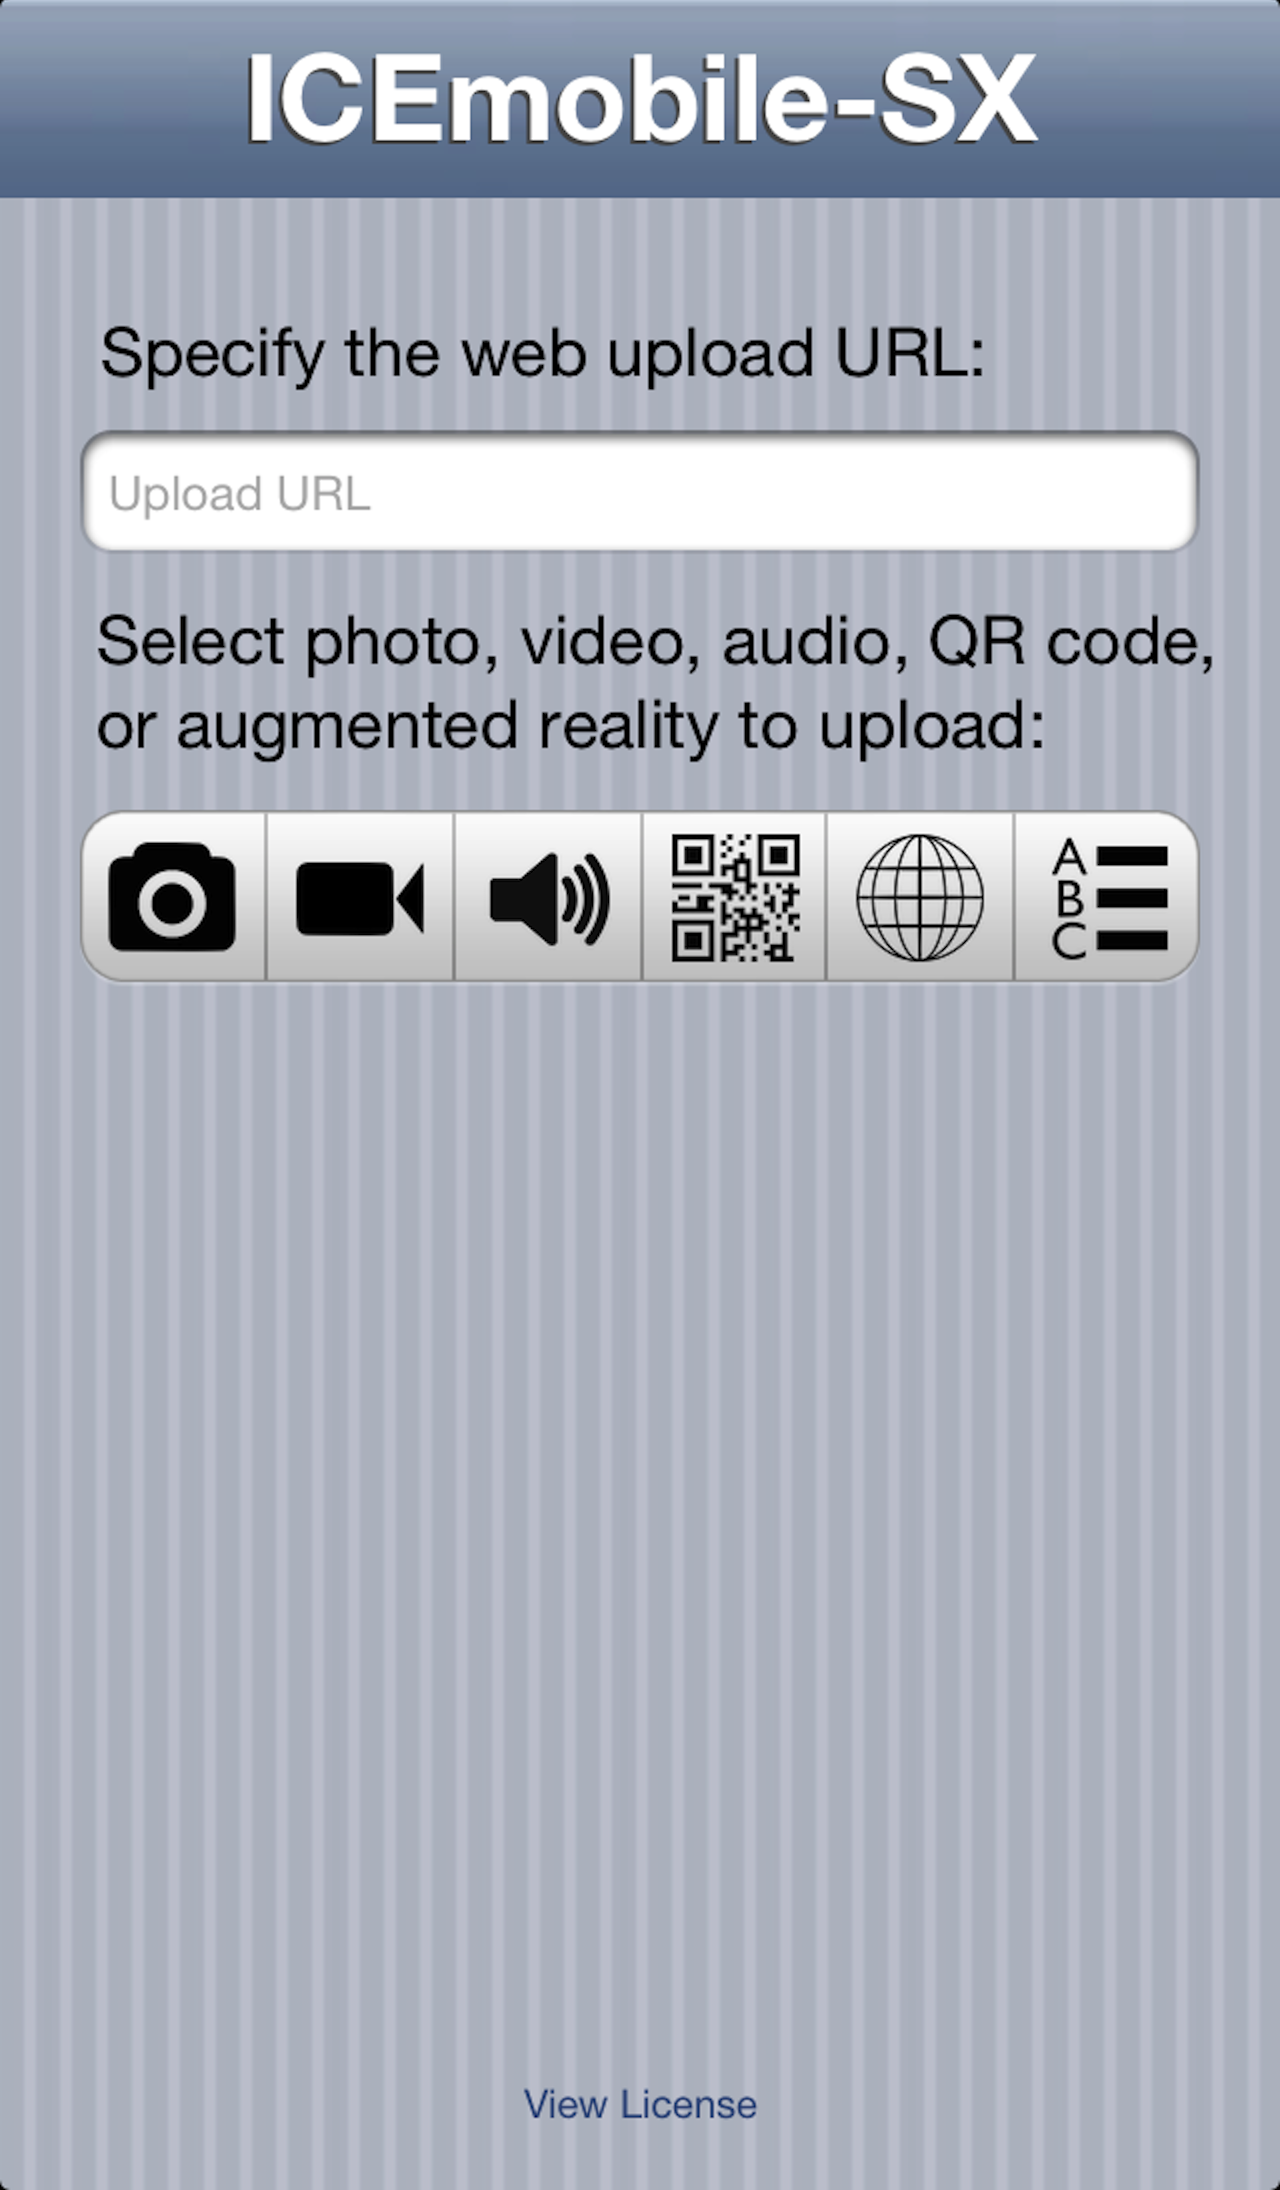 ICEmobile-SX
Specify the web upload URL:
Upload URL
Select photo, video, audio, QR code,
or augmented reality to upload:
A
B
C
View License